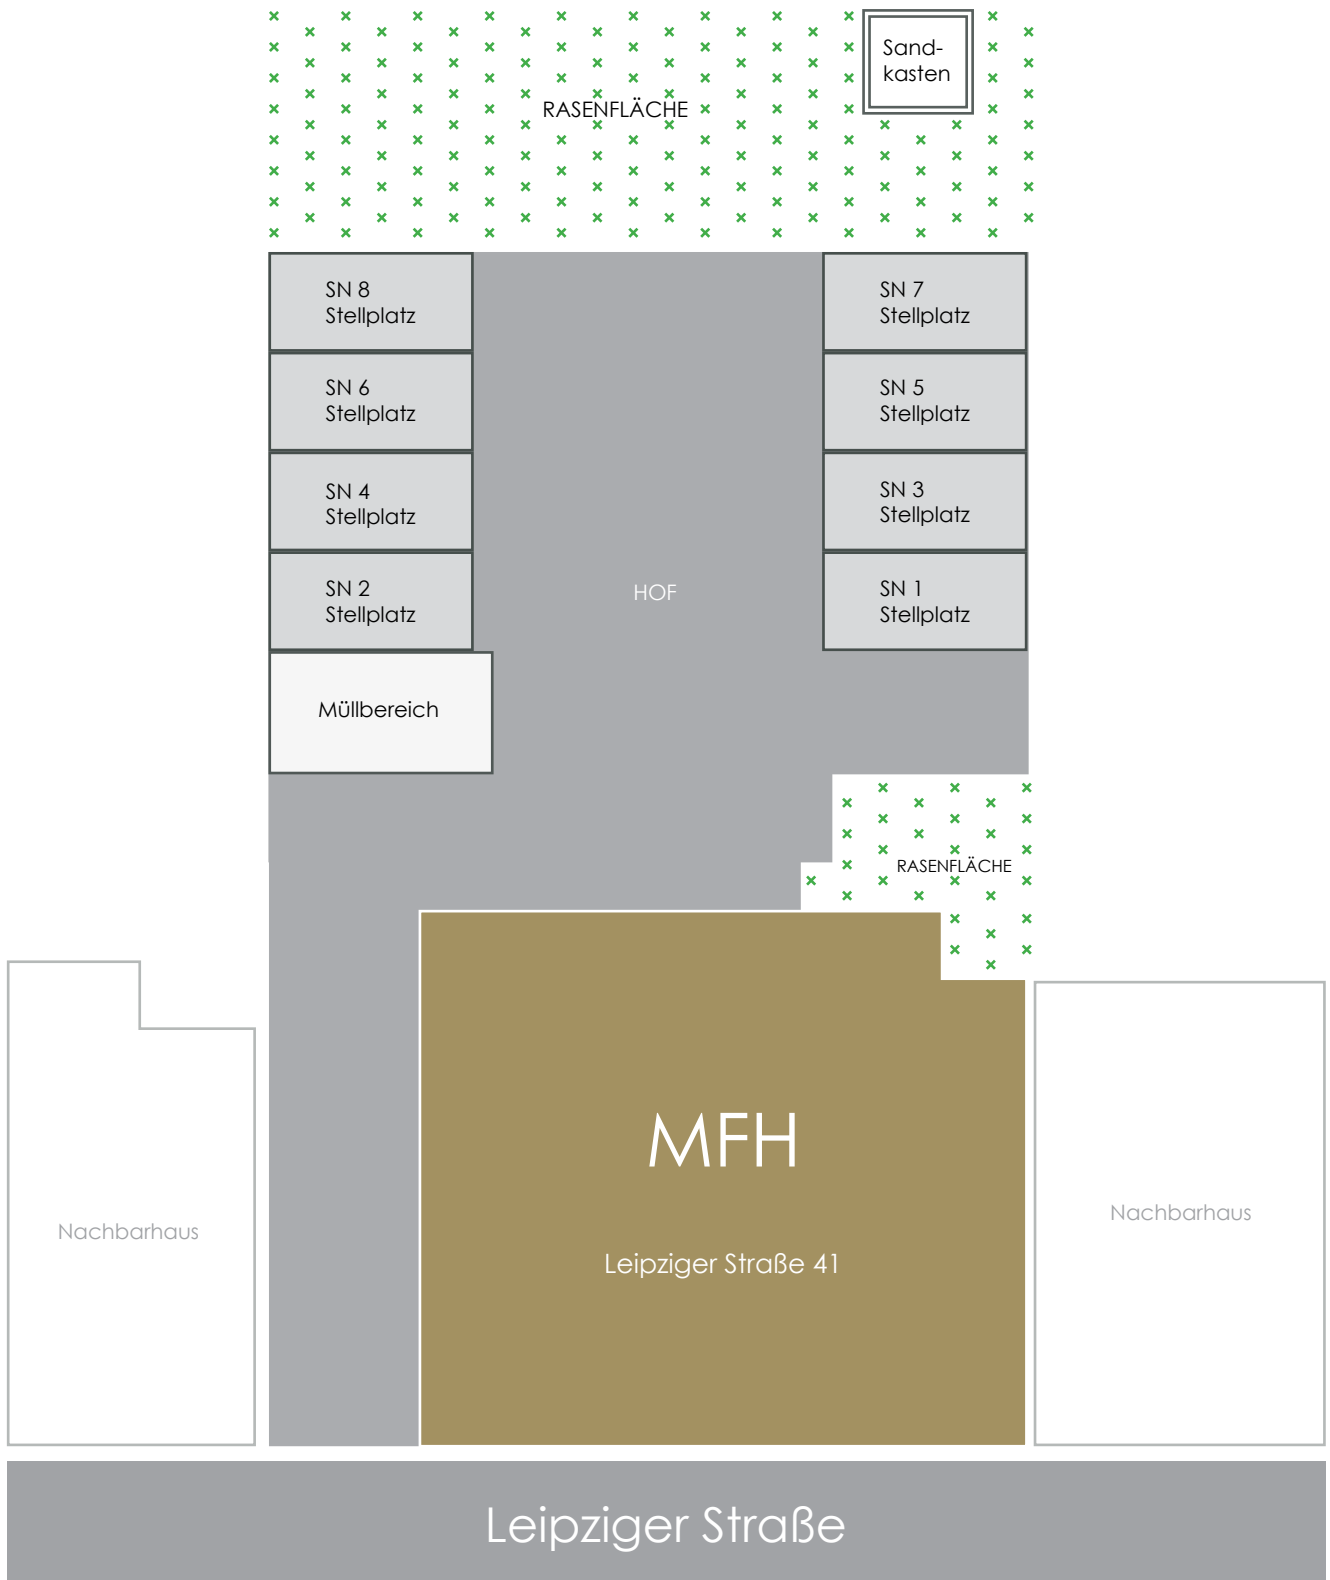 Sand-
kasten
RASENFLÄCHE
SN 8
Stellplatz
SN 7
Stellplatz
SN 6
Stellplatz
SN 5
Stellplatz
SN 4
Stellplatz
SN 3
Stellplatz
SN 2
Stellplatz
HOF
SN 1
Stellplatz
Müllbereich
RASENFLÄCHE
MFH
Leipziger Straße 41
Nachbarhaus
Nachbarhaus
Leipziger Straße